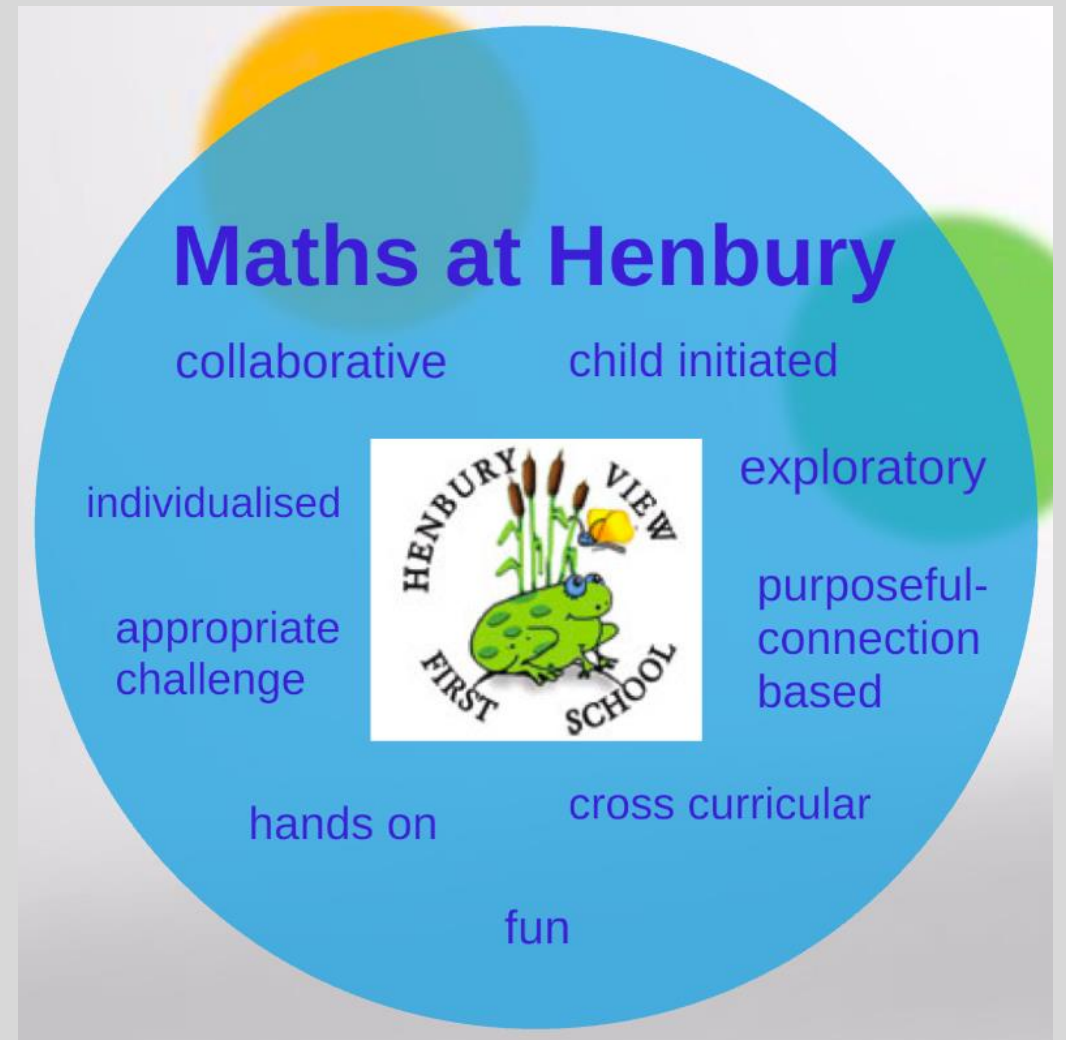 Maths at Henbury
collaborative
child initiated
individualised
exploratory
HENBURY VIEW
FIRST SCHOOL
appropriate
challenge
purposeful-
connection
based
hands on
cross curricular
fun